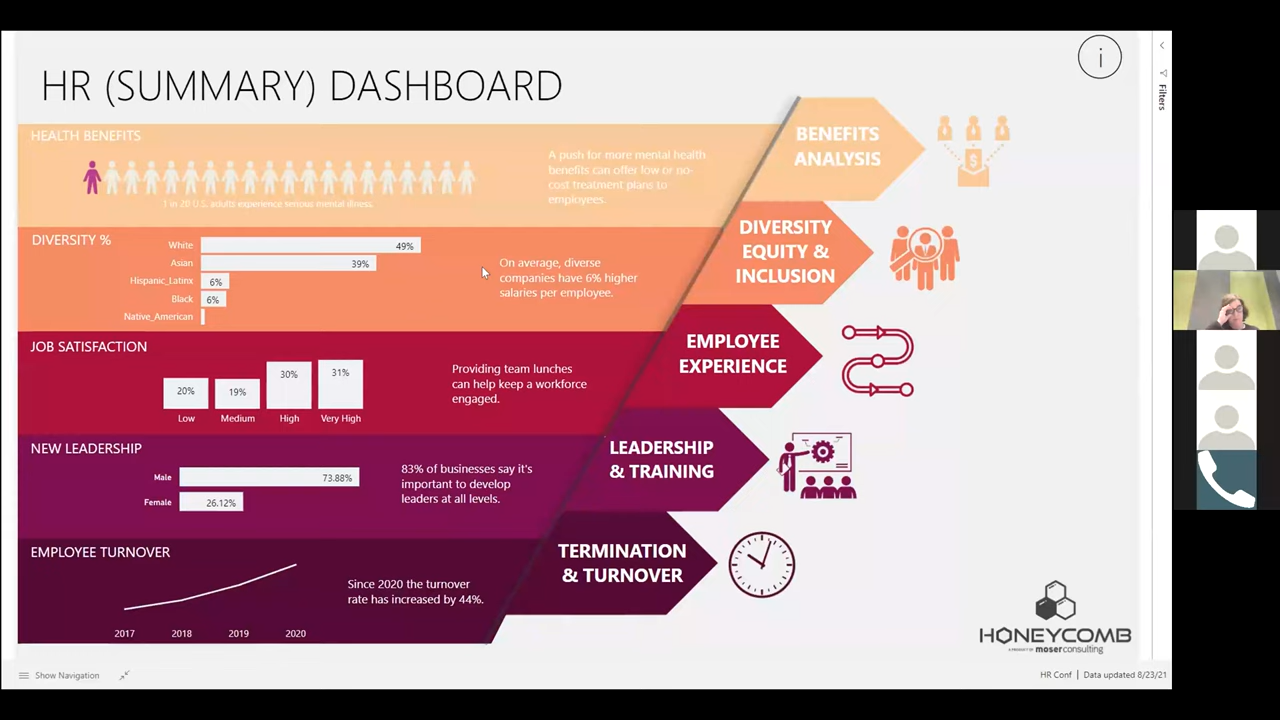 i
Filters
HR (SUMMARY) DASHBOARD
HEALTH BENEFITS
1 in 20 U.S. adults experience serious mental illness.
A push for more mental health
benefits can offer low or no-
cost treatment plans to
employees.
BENEFITS
ANALYSIS
$
DIVERSITY %
White
49%
Asian
39%
Hispanic_Latinx
6%
Black
6%
Native_American
On average, diverse
companies have 6% higher
salaries per employee.
DIVERSITY
EQUITY &
INCLUSION
JOB SATISFACTION
20%
19%
30%
31%
Low
Medium
High
Very High
Providing team lunches
can help keep a workforce
engaged.
EMPLOYEE
EXPERIENCE
NEW LEADERSHIP
Male
73.88%
Female
26.12%
83% of businesses say it's
important to develop
leaders at all levels.
LEADERSHIP
& TRAINING
EMPLOYEE TURNOVER
2017
2018
2019
2020
Since 2020 the turnover
rate has increased by 44%.
TERMINATION
& TURNOVER
HONEYCOMB
A PRODUCT OF moserconsulting
Show Navigation
HR Conf | Data updated 8/23/21